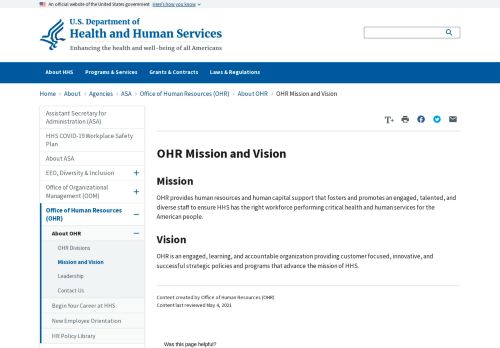 An official website of the United States government Here's how you know
U.S. Department of
Health and Human Services
Enhancing the health and well-being of all Americans
About HHS Programs & Services Grants & Contracts Laws & Regulations
Home › About › Agencies › ASA › Office of Human Resources (OHR) › About OHR › OHR Mission and Vision
Assistant Secretary for
Administration (ASA)
HHS COVID-19 Workplace Safety
Plan
About ASA
EEO, Diversity & Inclusion +
Office of Organizational
Management (OOM) +
Office of Human Resources
(OHR) −
About OHR −
OHR Divisions
Mission and Vision
Leadership
Contact Us
Begin Your Career at HHS
New Employee Orientation
HR Policy Library
T+
OHR Mission and Vision
Mission
OHR provides human resources and human capital support that fosters and promotes an engaged, talented, and
diverse staff to ensure HHS has the right workforce performing critical health and human services for the
American people.
Vision
OHR is an engaged, learning, and accountable organization providing customer focused, innovative, and
successful strategic policies and programs that advance the mission of HHS.
Content created by Office of Human Resources (OHR)
Content last reviewed May 4, 2021
Was this page helpful?